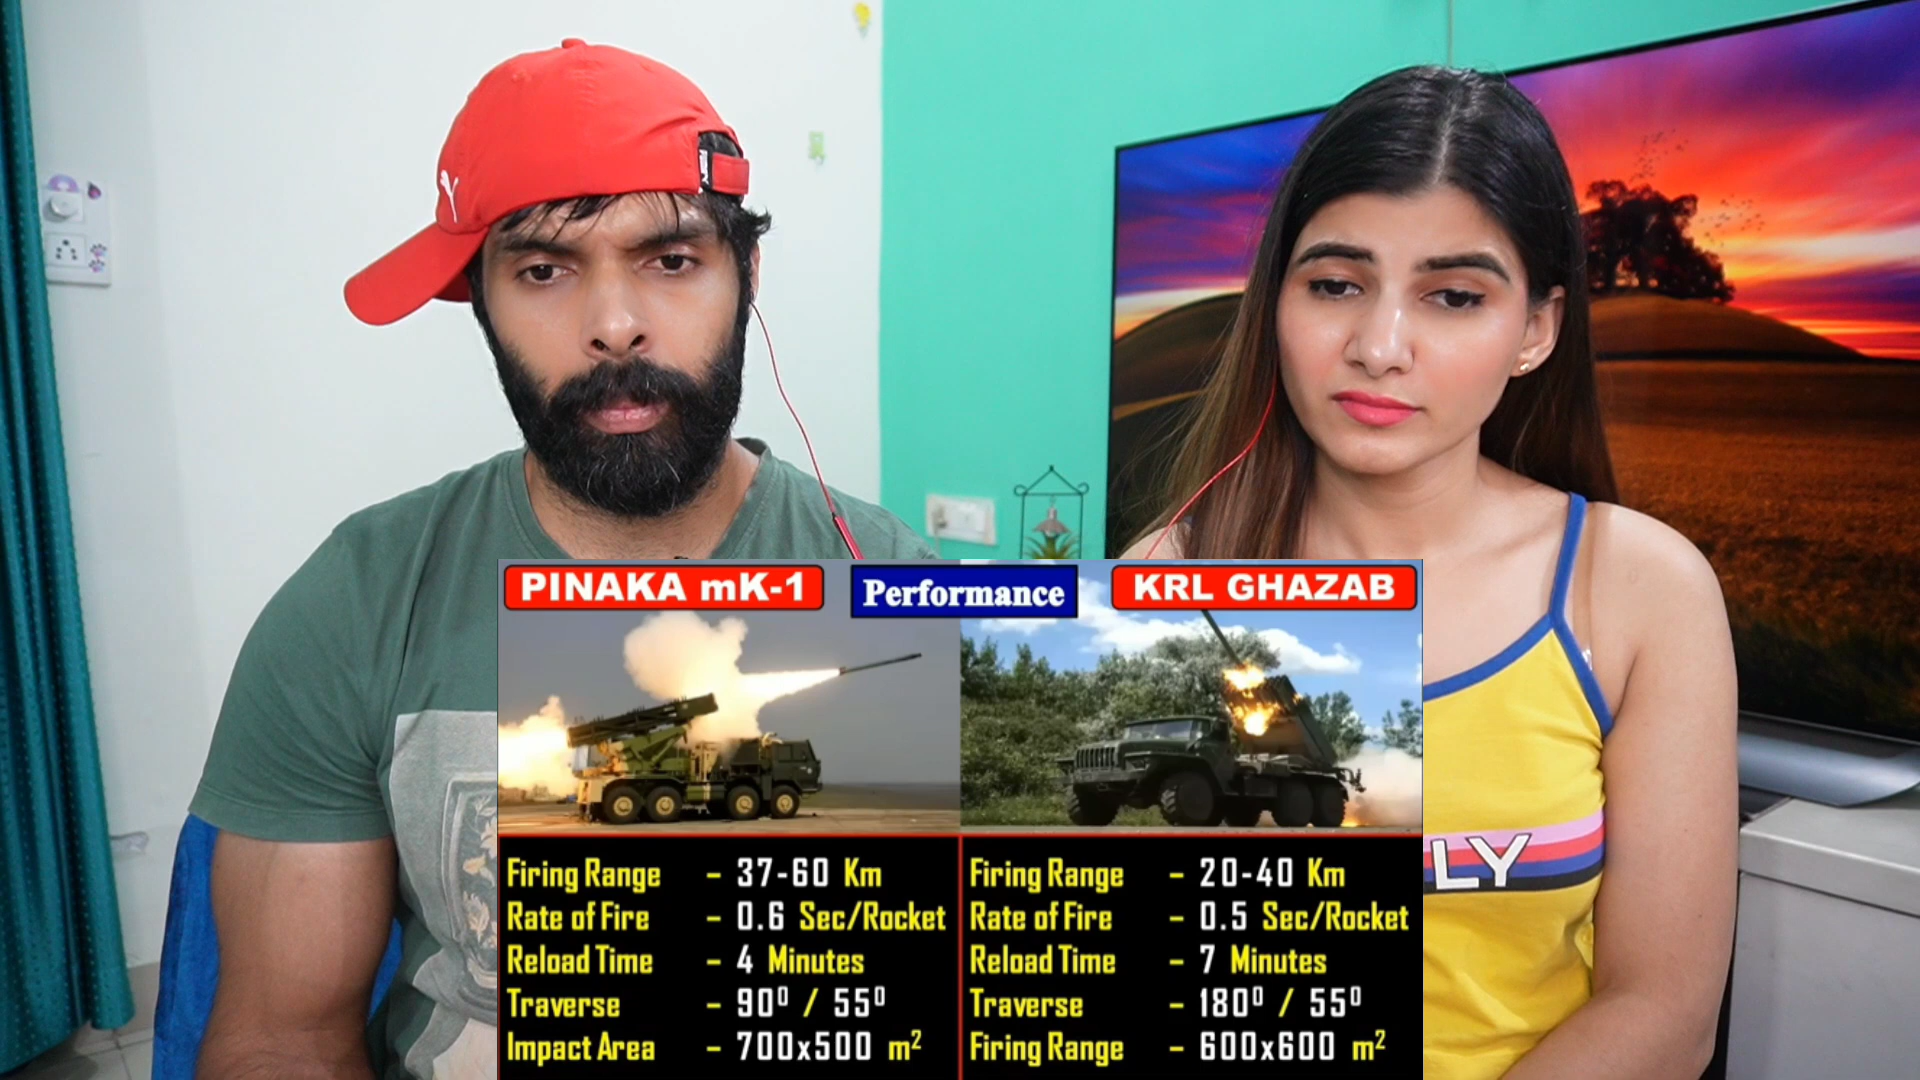 PINAKA mK-1
Performance
KRL GHAZAB
Firing Range - 37-60 Km
Rate of Fire - 0.6 Sec/Rocket
Reload Time - 4 Minutes
Traverse - 90⁰ / 55⁰
Impact Area - 700x500 m²
Firing Range - 20-40 Km
Rate of Fire - 0.5 Sec/Rocket
Reload Time - 7 Minutes
Traverse - 180⁰ / 55⁰
Firing Range - 600x600 m²
LY